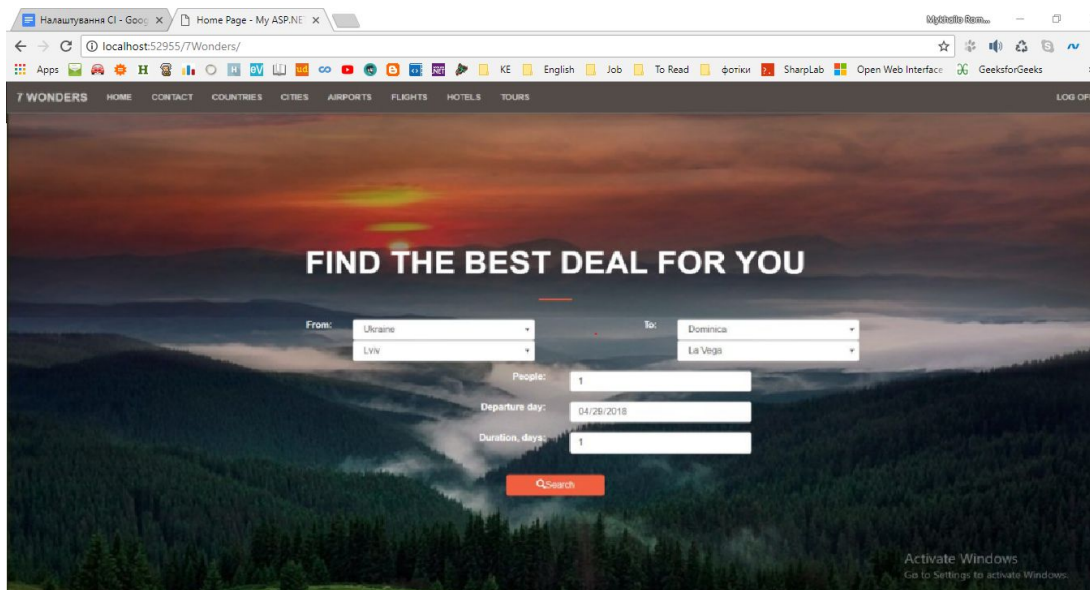 Налаштування CI - Goog
Home Page - My ASP.NE
localhost:52955/7Wonders/
Apps
KE
English
Job
To Read
фотіки
SharpLab
Open Web Interface
GeeksforGeeks
7 WONDERS HOME CONTACT COUNTRIES CITIES AIRPORTS FLIGHTS HOTELS TOURS LOG OF
FIND THE BEST DEAL FOR YOU
From: Ukraine
Lviv
To: Dominica
La Vega
People: 1
Departure day: 04/29/2018
Duration, days: 1
Search
Activate Windows
Go to Settings to activate Windows.